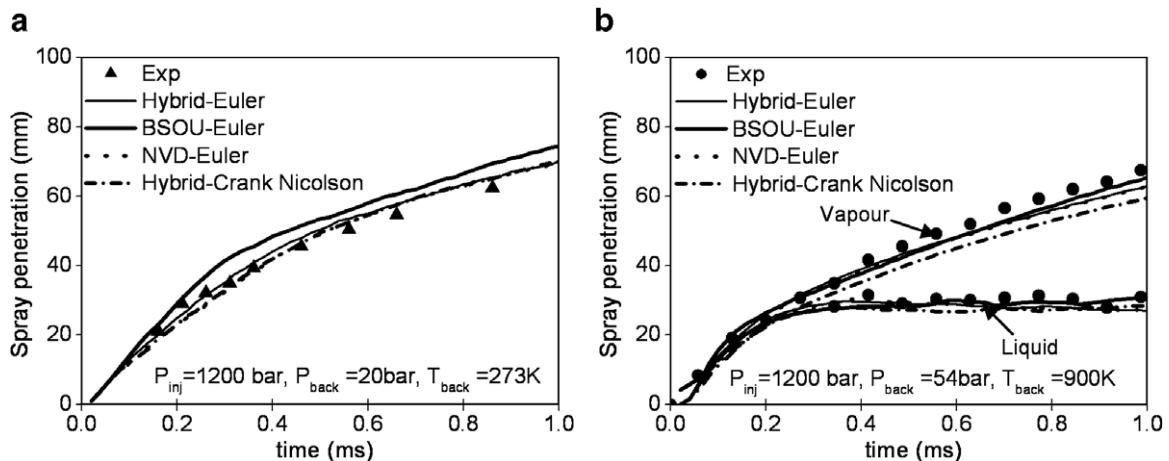 a
100
80
60
40
20
0
Spray penetration (mm)
Exp
Hybrid-Euler
BSOU-Euler
NVD-Euler
Hybrid-Crank Nicolson
P_inj=1200 bar, P_back =20bar, T_back=273K
0.0 0.2 0.4 0.6 0.8 1.0
time (ms)
b
100
80
60
40
20
0
Spray penetration (mm)
Exp
Hybrid-Euler
BSOU-Euler
NVD-Euler
Hybrid-Crank Nicolson
Vapour
Liquid
P_inj=1200 bar, P_back =54bar, T_back=900K
0.0 0.2 0.4 0.6 0.8 1.0
time (ms)